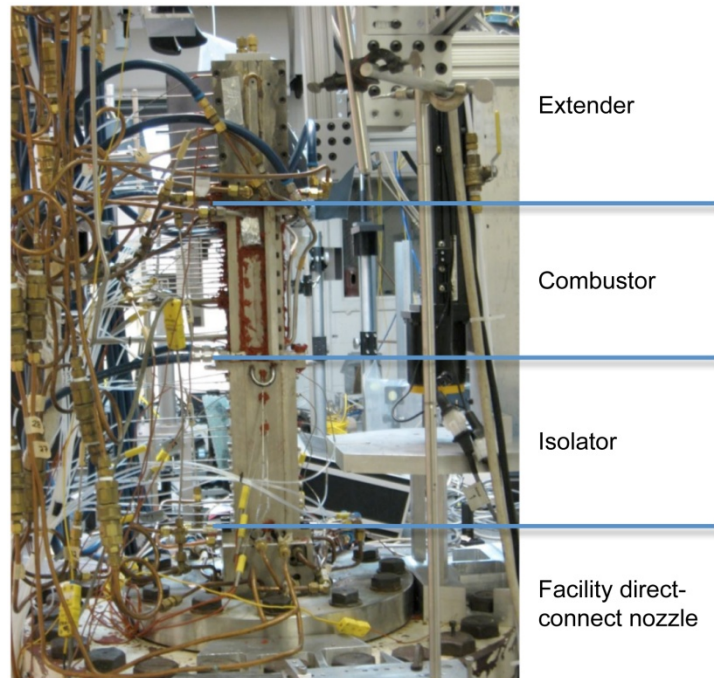 Extender
Combustor
Isolator
Facility direct-
connect nozzle